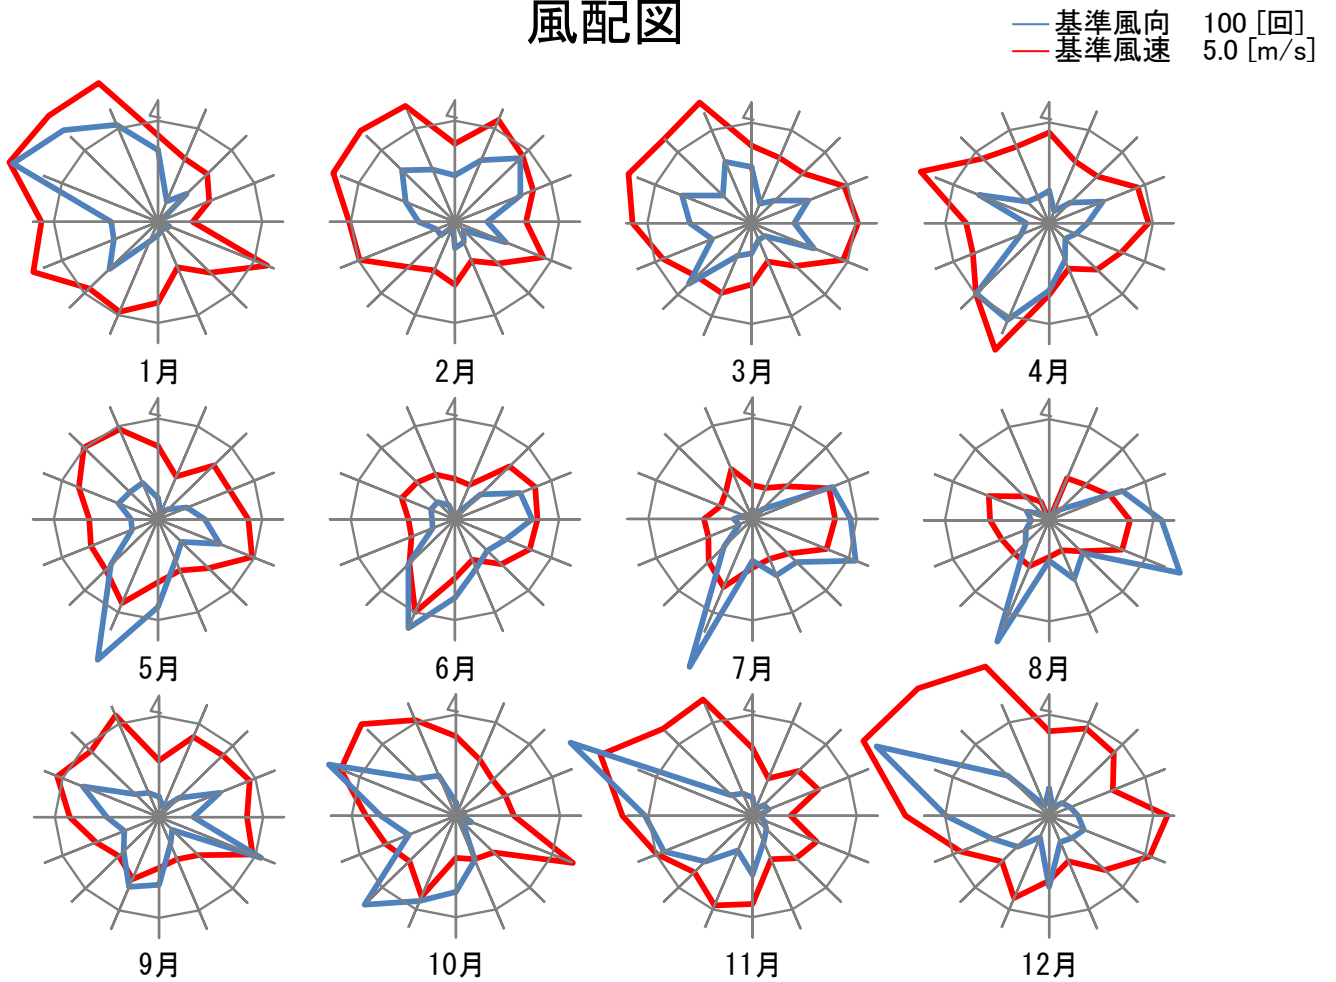 風配図
基準風向 100 [回]
基準風速 5.0 [m/s]
1月
2月
3月
4月
5月
6月
7月
8月
9月
10月
11月
12月